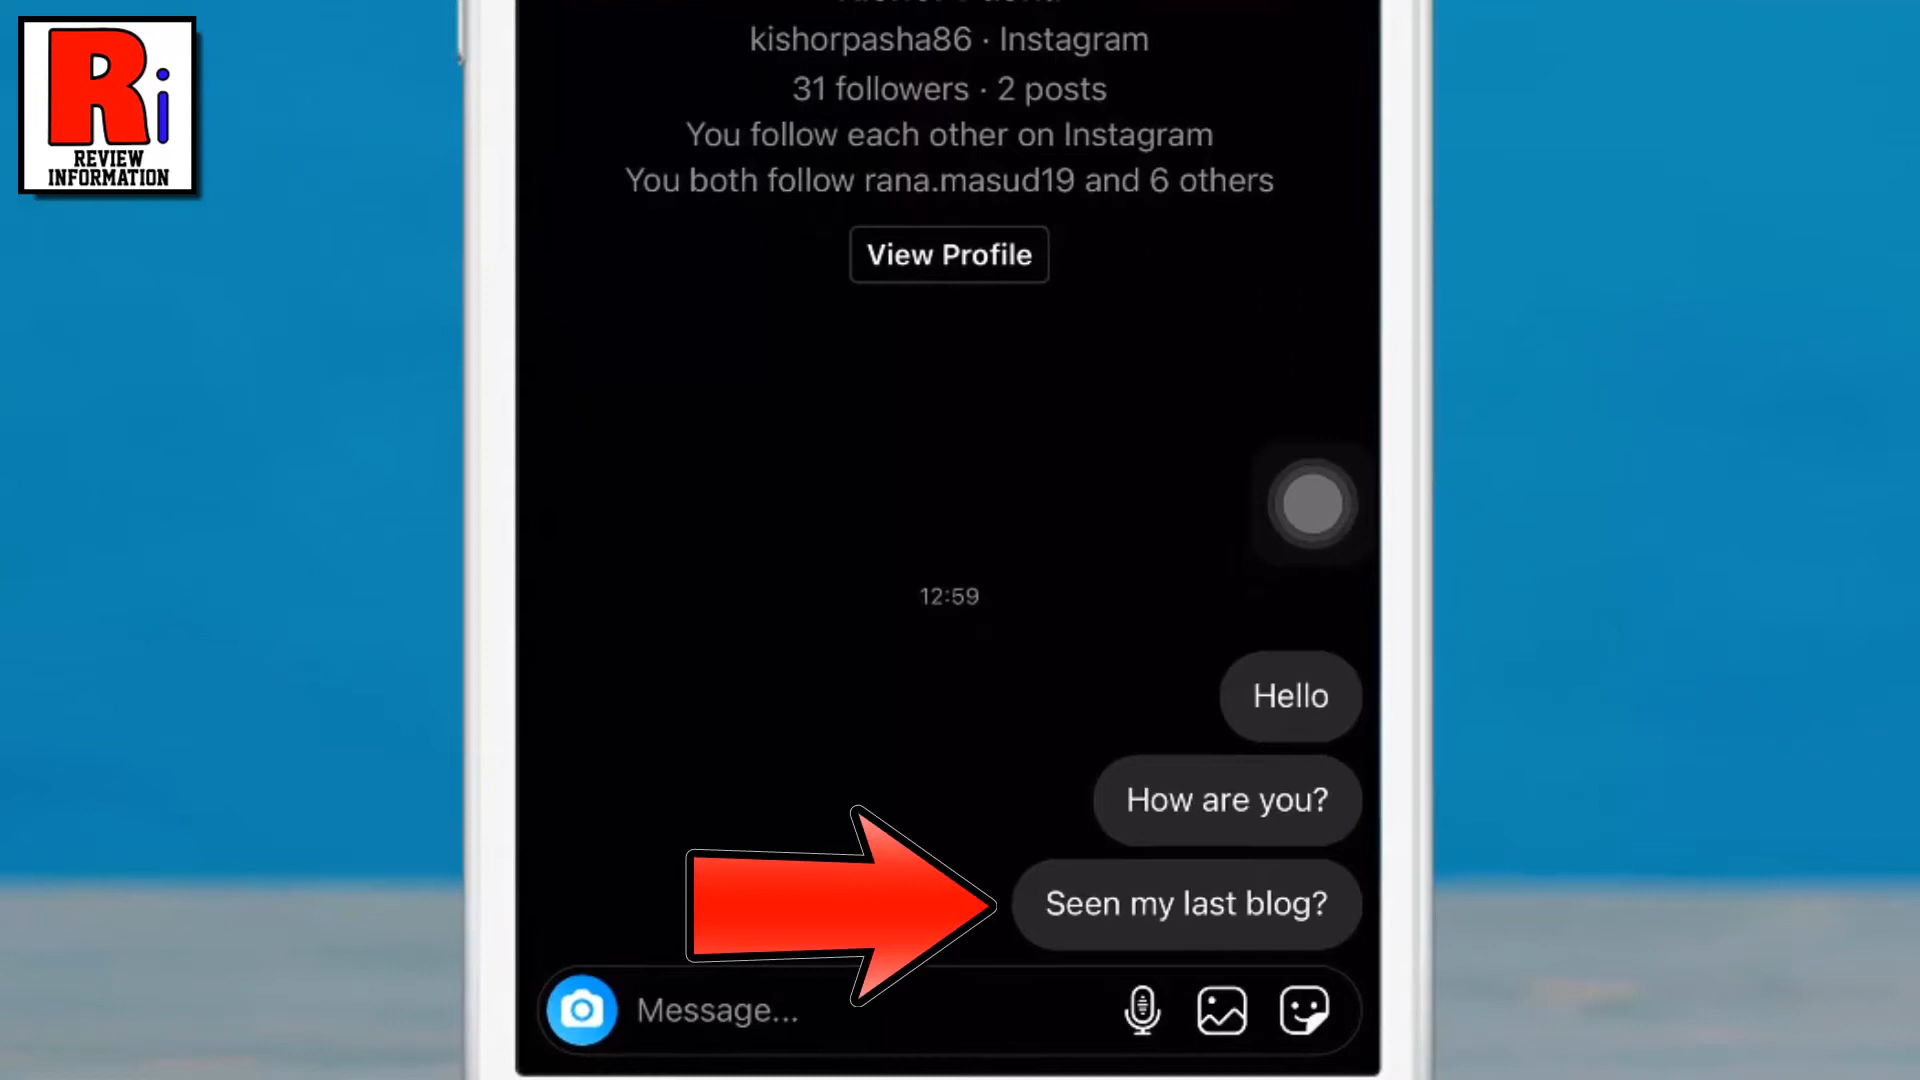 Ri
REVIEW
INFORMATION
kishorpasha86 · Instagram
31 followers · 2 posts
You follow each other on Instagram
You both follow rana.masud19 and 6 others
View Profile
12:59
Hello
How are you?
Seen my last blog?
Message...